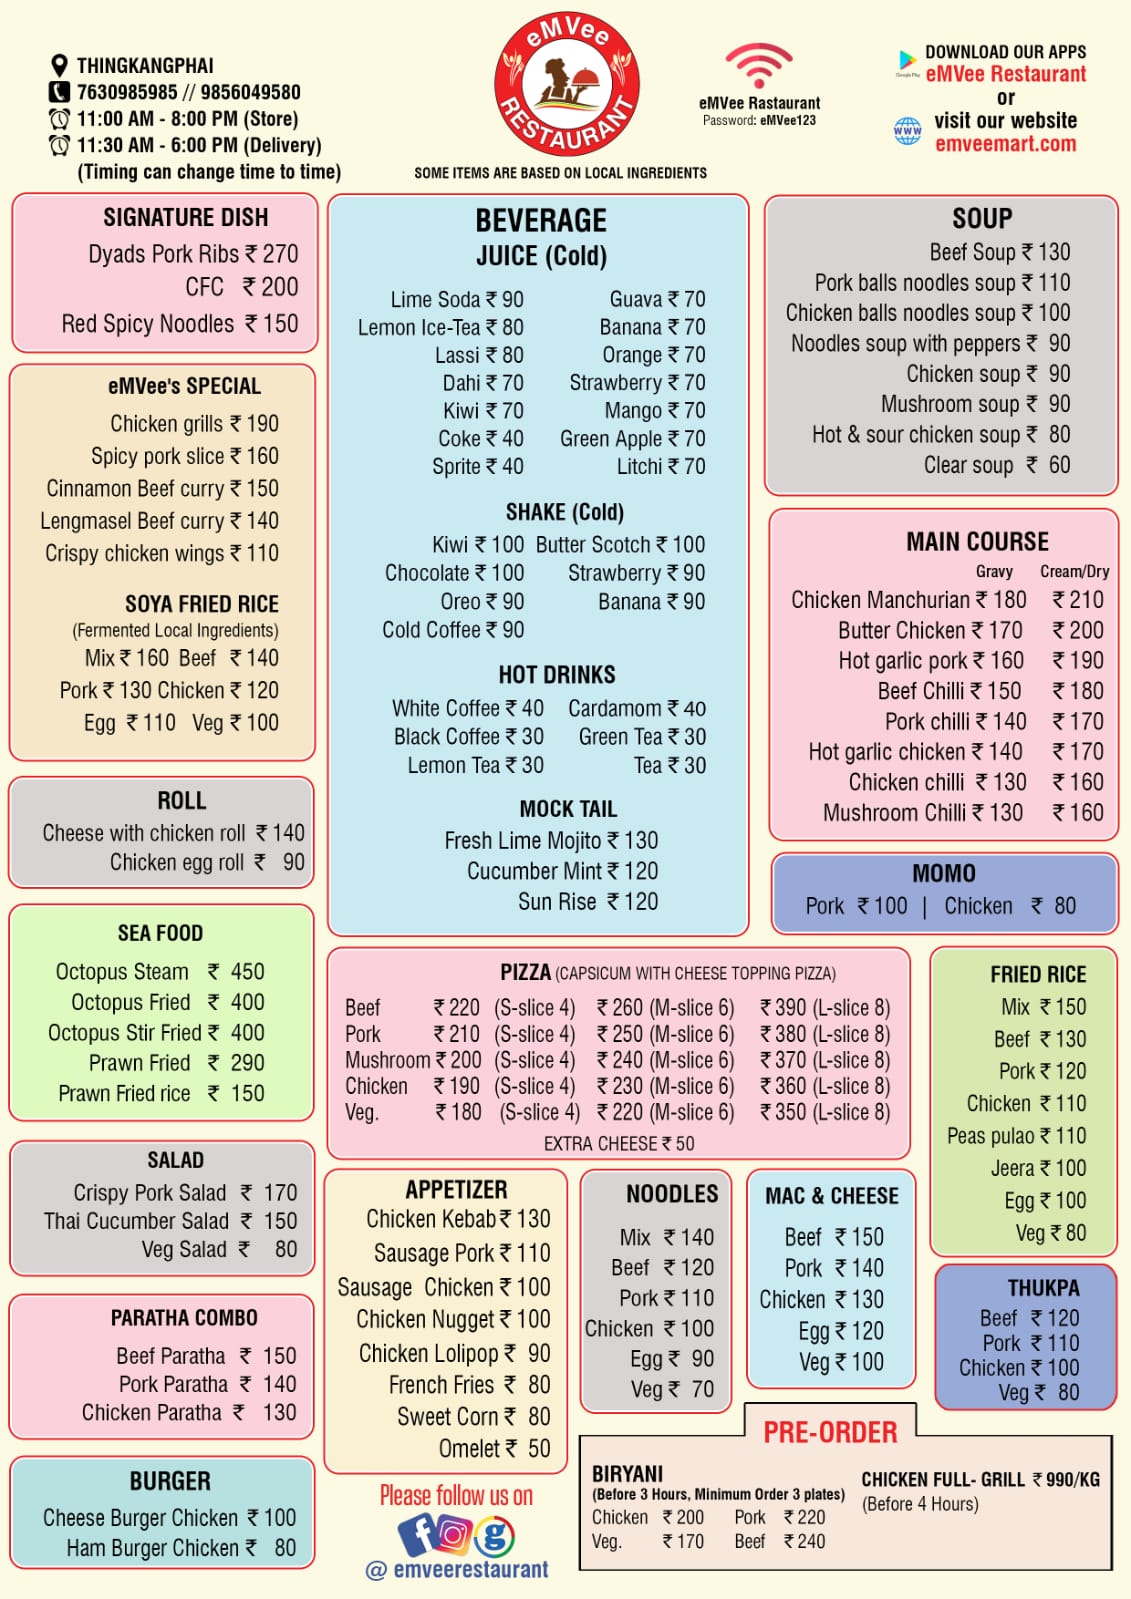 THINGKANGPHAI
7630985985 // 9856049580
11:00 AM - 8:00 PM (Store)
11:30 AM - 6:00 PM (Delivery)
(Timing can change time to time)
eMVee
RESTAURANT
SOME ITEMS ARE BASED ON LOCAL INGREDIENTS
eMVee Rastaurant
Password: eMVee123
Google Play
DOWNLOAD OUR APPS
eMVee Restaurant
or
www
visit our website
emveemart.com
SIGNATURE DISH
Dyads Pork Ribs ₹ 270
CFC ₹ 200
Red Spicy Noodles ₹ 150
eMVee's SPECIAL
Chicken grills ₹ 190
Spicy pork slice ₹ 160
Cinnamon Beef curry ₹ 150
Lengmasel Beef curry ₹ 140
Crispy chicken wings ₹ 110
SOYA FRIED RICE
(Fermented Local Ingredients)
Mix ₹ 160 Beef ₹ 140
Pork ₹ 130 Chicken ₹ 120
Egg ₹ 110 Veg ₹ 100
ROLL
Cheese with chicken roll ₹ 140
Chicken egg roll ₹ 90
SEA FOOD
Octopus Steam ₹ 450
Octopus Fried ₹ 400
Octopus Stir Fried ₹ 400
Prawn Fried ₹ 290
Prawn Fried rice ₹ 150
SALAD
Crispy Pork Salad ₹ 170
Thai Cucumber Salad ₹ 150
Veg Salad ₹ 80
PARATHA COMBO
Beef Paratha ₹ 150
Pork Paratha ₹ 140
Chicken Paratha ₹ 130
BURGER
Cheese Burger Chicken ₹ 100
Ham Burger Chicken ₹ 80
BEVERAGE
JUICE (Cold)
Lime Soda ₹ 90 Guava ₹ 70
Lemon Ice-Tea ₹ 80 Banana ₹ 70
Lassi ₹ 80 Orange ₹ 70
Dahi ₹ 70 Strawberry ₹ 70
Kiwi ₹ 70 Mango ₹ 70
Coke ₹ 40 Green Apple ₹ 70
Sprite ₹ 40 Litchi ₹ 70
SHAKE (Cold)
Kiwi ₹ 100 Butter Scotch ₹ 100
Chocolate ₹ 100 Strawberry ₹ 90
Oreo ₹ 90 Banana ₹ 90
Cold Coffee ₹ 90
HOT DRINKS
White Coffee ₹ 40 Cardamom ₹ 40
Black Coffee ₹ 30 Green Tea ₹ 30
Lemon Tea ₹ 30 Tea ₹ 30
MOCK TAIL
Fresh Lime Mojito ₹ 130
Cucumber Mint ₹ 120
Sun Rise ₹ 120
SOUP
Beef Soup ₹ 130
Pork balls noodles soup ₹ 110
Chicken balls noodles soup ₹ 100
Noodles soup with peppers ₹ 90
Chicken soup ₹ 90
Mushroom soup ₹ 90
Hot & sour chicken soup ₹ 80
Clear soup ₹ 60
MAIN COURSE
Gravy Cream/Dry
Chicken Manchurian ₹ 180 ₹ 210
Butter Chicken ₹ 170 ₹ 200
Hot garlic pork ₹ 160 ₹ 190
Beef Chilli ₹ 150 ₹ 180
Pork chilli ₹ 140 ₹ 170
Hot garlic chicken ₹ 140 ₹ 170
Chicken chilli ₹ 130 ₹ 160
Mushroom Chilli ₹ 130 ₹ 160
MOMO
Pork ₹ 100 | Chicken ₹ 80
PIZZA (CAPSICUM WITH CHEESE TOPPING PIZZA)
Beef ₹ 220 (S-slice 4) ₹ 260 (M-slice 6) ₹ 390 (L-slice 8)
Pork ₹ 210 (S-slice 4) ₹ 250 (M-slice 6) ₹ 380 (L-slice 8)
Mushroom ₹ 200 (S-slice 4) ₹ 240 (M-slice 6) ₹ 370 (L-slice 8)
Chicken ₹ 190 (S-slice 4) ₹ 230 (M-slice 6) ₹ 360 (L-slice 8)
Veg. ₹ 180 (S-slice 4) ₹ 220 (M-slice 6) ₹ 350 (L-slice 8)
EXTRA CHEESE ₹ 50
FRIED RICE
Mix ₹ 150
Beef ₹ 130
Pork ₹ 120
Chicken ₹ 110
Peas pulao ₹ 110
Jeera ₹ 100
Egg ₹ 100
Veg ₹ 80
APPETIZER
Chicken Kebab ₹ 130
Sausage Pork ₹ 110
Sausage Chicken ₹ 100
Chicken Nugget ₹ 100
Chicken Lolipop ₹ 90
French Fries ₹ 80
Sweet Corn ₹ 80
Omelet ₹ 50
NOODLES
Mix ₹ 140
Beef ₹ 120
Pork ₹ 110
Chicken ₹ 100
Egg ₹ 90
Veg ₹ 70
MAC & CHEESE
Beef ₹ 150
Pork ₹ 140
Chicken ₹ 130
Egg ₹ 120
Veg ₹ 100
THUKPA
Beef ₹ 120
Pork ₹ 110
Chicken ₹ 100
Veg ₹ 80
Please follow us on
f g
@ emveerestaurant
PRE-ORDER
BIRYANI
(Before 3 Hours, Minimum Order 3 plates)
Chicken ₹ 200 Pork ₹ 220
Veg. ₹ 170 Beef ₹ 240
CHICKEN FULL- GRILL ₹ 990/KG
(Before 4 Hours)